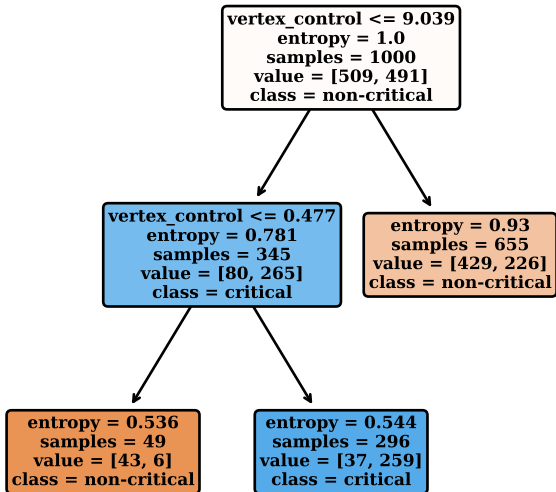 vertex_control <= 9.039
entropy = 1.0
samples = 1000
value = [509, 491]
class = non-critical
vertex_control <= 0.477
entropy = 0.781
samples = 345
value = [80, 265]
class = critical
entropy = 0.93
samples = 655
value = [429, 226]
class = non-critical
entropy = 0.536
samples = 49
value = [43, 6]
class = non-critical
entropy = 0.544
samples = 296
value = [37, 259]
class = critical